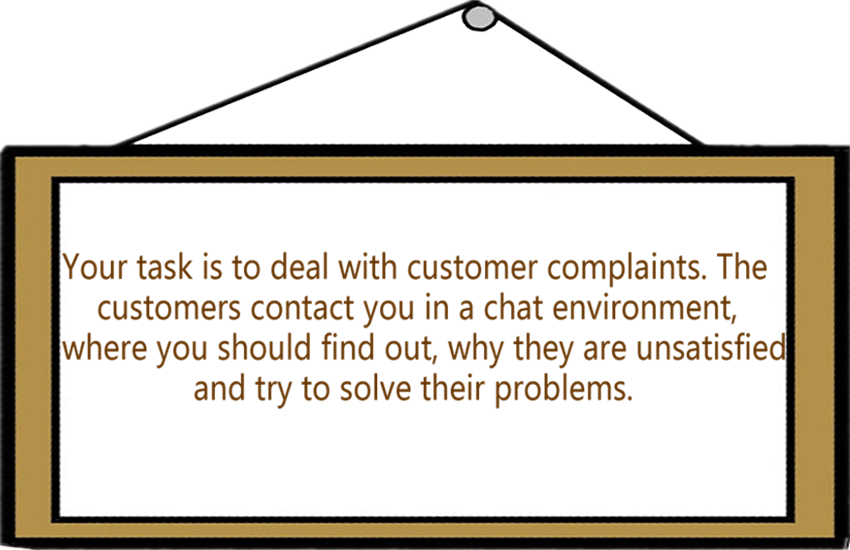 Your task is to deal with customer complaints. The
customers contact you in a chat environment,
where you should find out, why they are unsatisfied
and try to solve their problems.